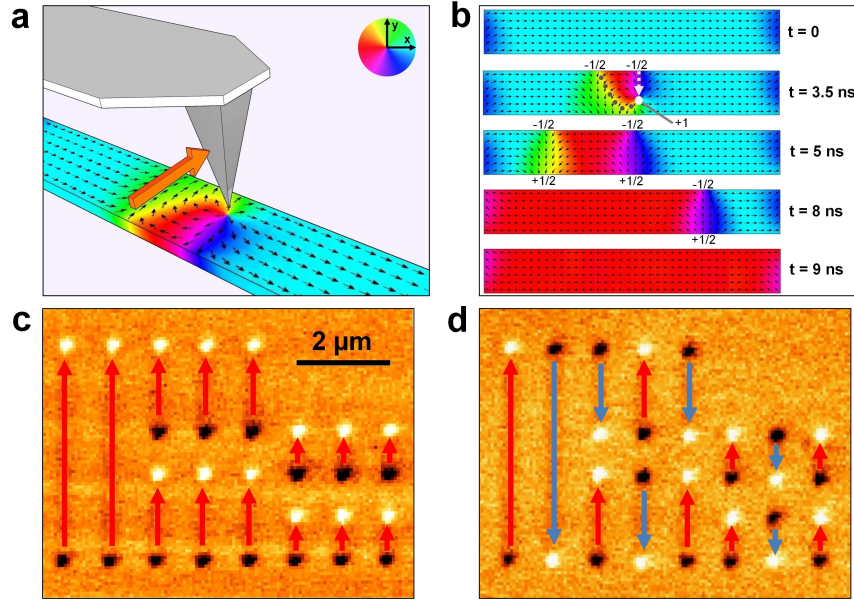 a
y
x
b
t = 0
-1/2 -1/2
t = 3.5 ns
+1
-1/2 -1/2
t = 5 ns
+1/2 +1/2
-1/2
t = 8 ns
+1/2
t = 9 ns
c
2 µm
d